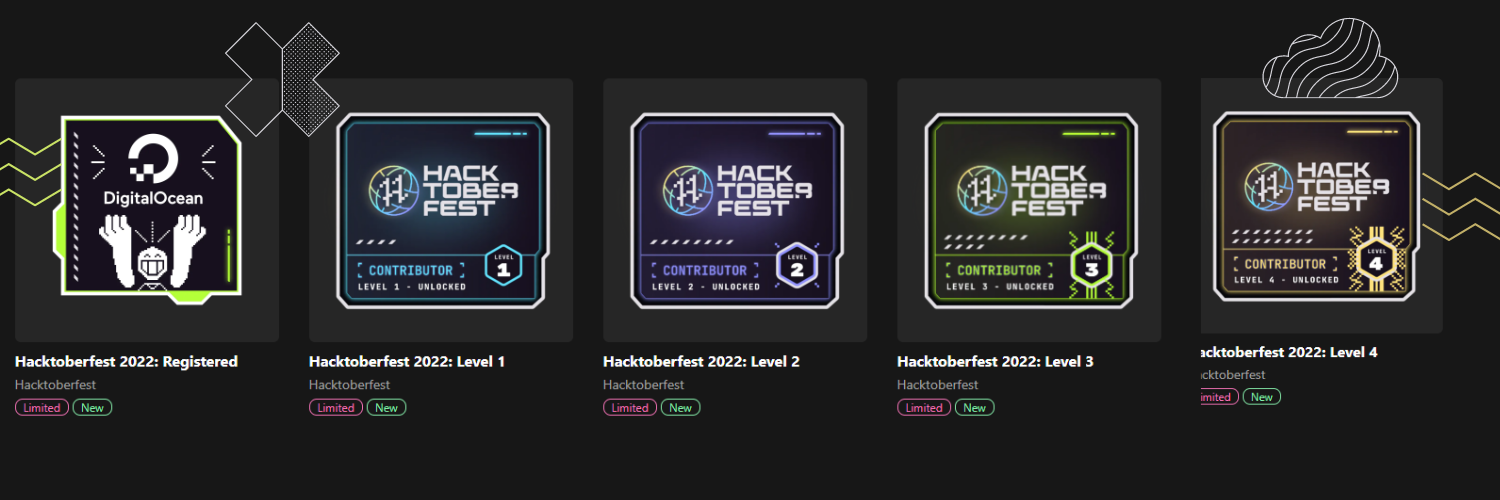 DigitalOcean
Hacktoberfest 2022: Registered
Hacktoberfest
Limited New
HACK
TOBER
FEST
CONTRIBUTOR
LEVEL 1 - UNLOCKED
LEVEL
1
Hacktoberfest 2022: Level 1
Hacktoberfest
Limited New
HACK
TOBER
FEST
CONTRIBUTOR
LEVEL 2 - UNLOCKED
LEVEL
2
Hacktoberfest 2022: Level 2
Hacktoberfest
Limited New
HACK
TOBER
FEST
CONTRIBUTOR
LEVEL 3 - UNLOCKED
LEVEL
3
Hacktoberfest 2022: Level 3
Hacktoberfest
Limited New
HACK
TOBER
FEST
CONTRIBUTOR
LEVEL 4 - UNLOCKED
LEVEL
4
acktoberfest 2022: Level 4
acktoberfest
imited New